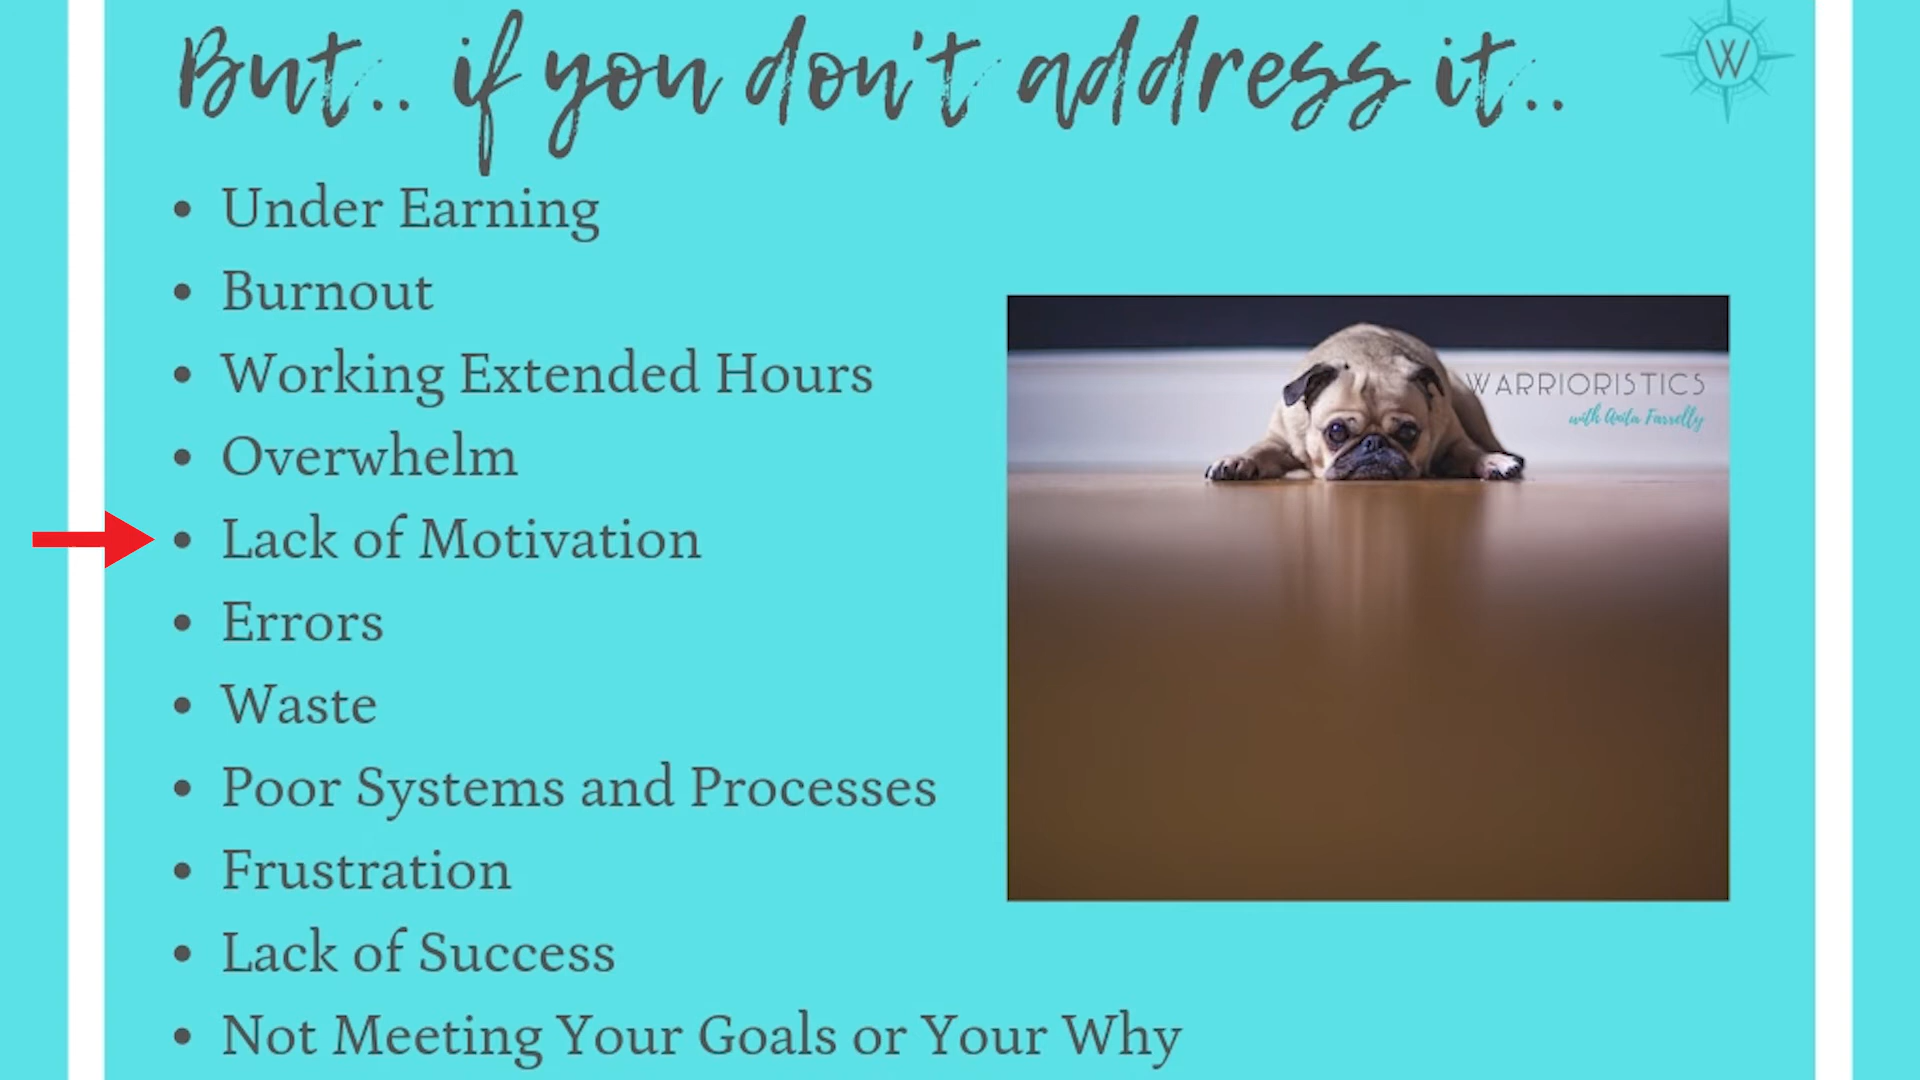 But.. if you don't address it..
W
• Under Earning
• Burnout
• Working Extended Hours
• Overwhelm
• Lack of Motivation
• Errors
• Waste
• Poor Systems and Processes
• Frustration
• Lack of Success
• Not Meeting Your Goals or Your Why
WARRIORISTICS
with Anita Farrelly